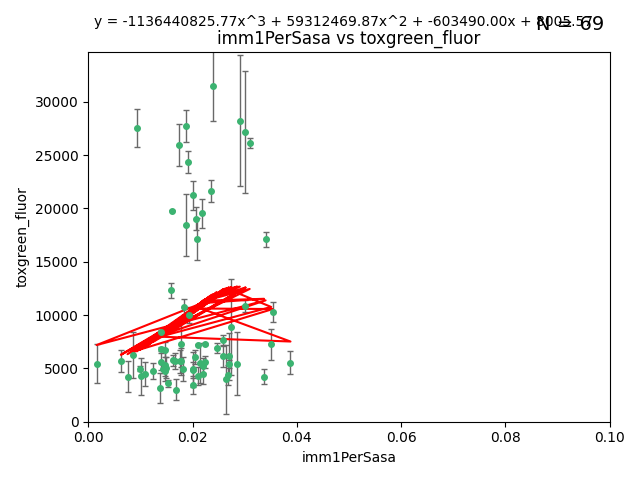 y = -1136440825.77x^3 + 59312469.87x^2 + -603490.00x + 8005.57
N = 69
imm1PerSasa vs toxgreen_fluor
30000
25000
20000
15000
10000
5000
0
toxgreen_fluor
0.00 0.02 0.04 0.06 0.08 0.10
imm1PerSasa